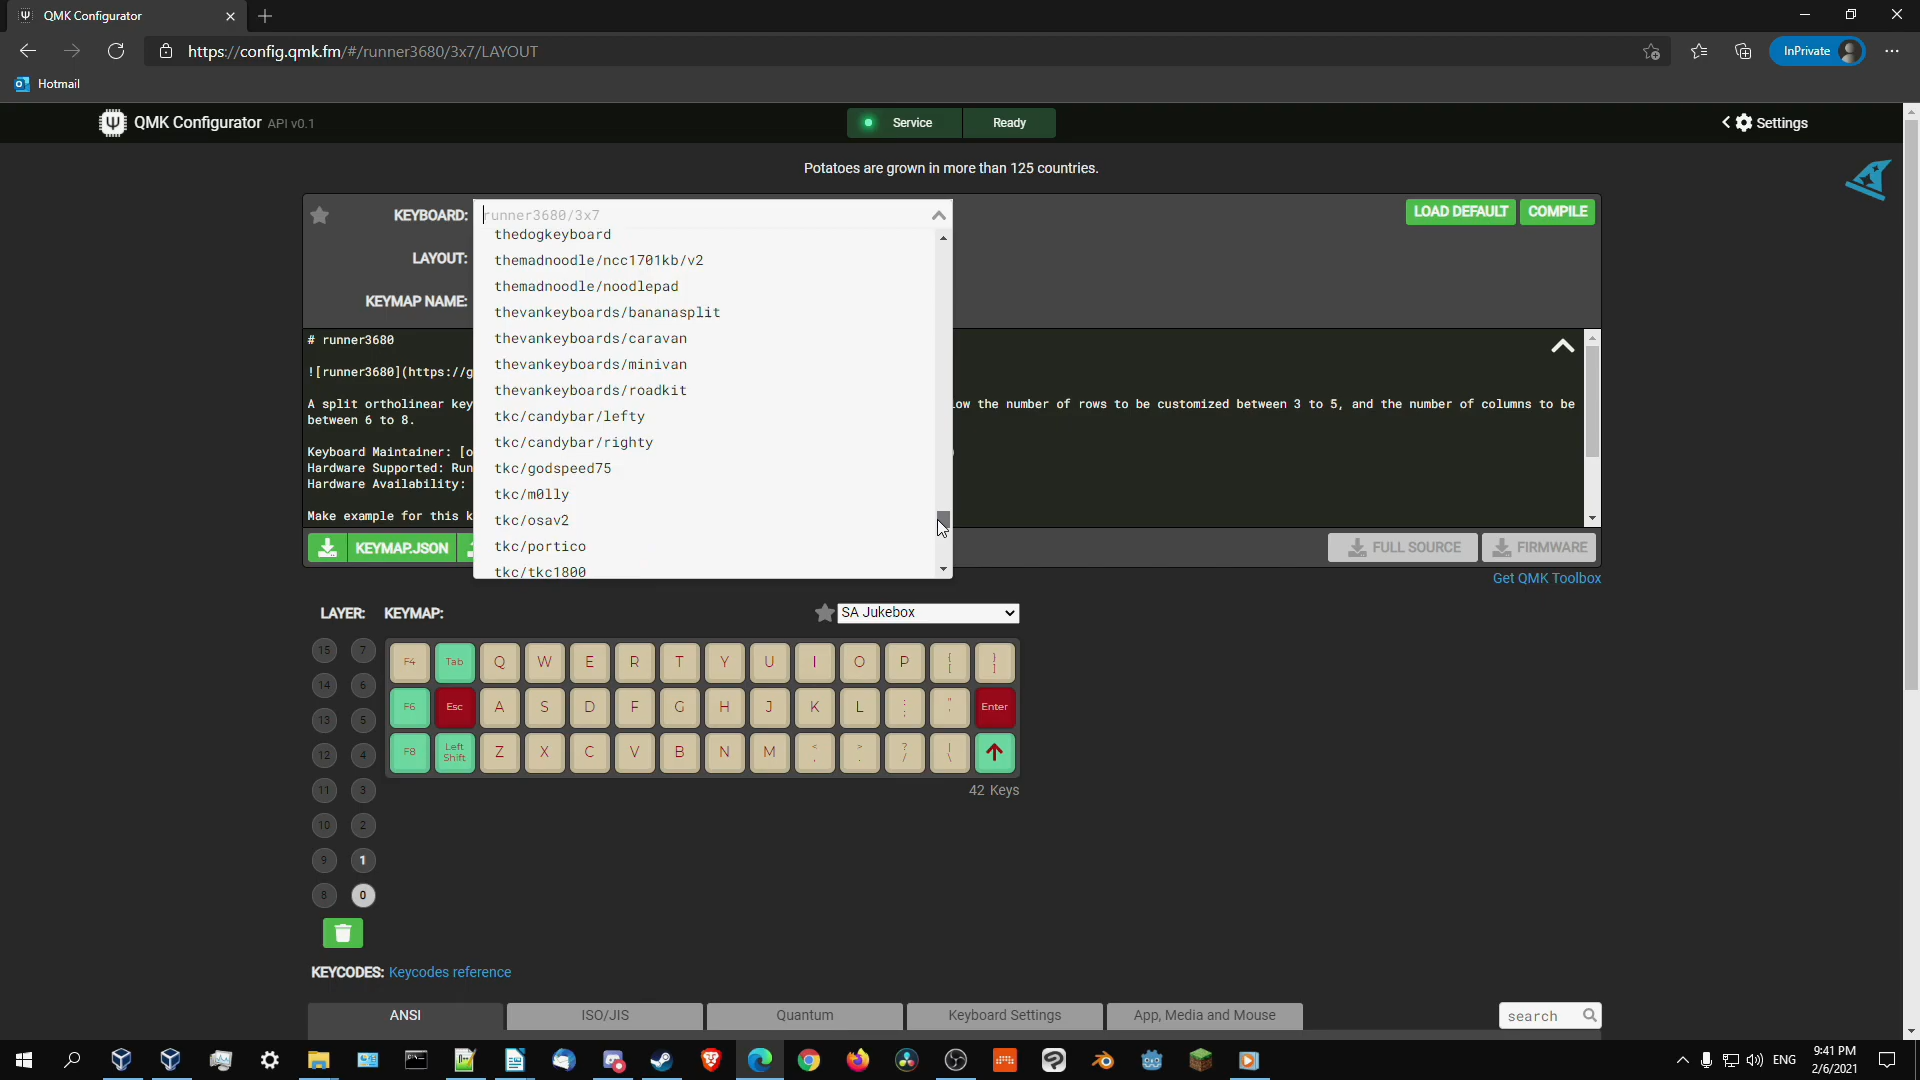 QMK Configurator
https://config.qmk.fm/#/runner3680/3x7/LAYOUT
InPrivate
Hotmail
QMK Configurator API v0.1
Service
Ready
Settings
Potatoes are grown in more than 125 countries.
KEYBOARD:
runner3680/3x7
LOAD DEFAULT
COMPILE
LAYOUT:
KEYMAP NAME:
thedogkeyboard
themadnoodle/ncc1701kb/v2
themadnoodle/noodlepad
thevankeyboards/bananasplit
thevankeyboards/caravan
thevankeyboards/minivan
thevankeyboards/roadkit
tkc/candybar/lefty
tkc/candybar/righty
tkc/godspeed75
tkc/m0lly
tkc/osav2
tkc/portico
tkc/tkc1800
# runner3680
![runner3680](https://g
A split ortholinear key
ow the number of rows to be customized between 3 to 5, and the number of columns to be
between 6 to 8.
Keyboard Maintainer: [o
Hardware Supported: Run
Hardware Availability:
Make example for this k
KEYMAP.JSON
FULL SOURCE
FIRMWARE
Get QMK Toolbox
LAYER:
KEYMAP:
SA Jukebox
15 7
14 6
13 5
12 4
11 3
10 2
9 1
8 0
F4 Tab Q W E R T Y U I O P { [ } ]
F6 Esc A S D F G H J K L : ; " ' Enter
F8 Left Shift Z X C V B N M < , > . ? / | \
42 Keys
KEYCODES: Keycodes reference
ANSI
ISO/JIS
Quantum
Keyboard Settings
App, Media and Mouse
search
ENG
9:41 PM
2/6/2021